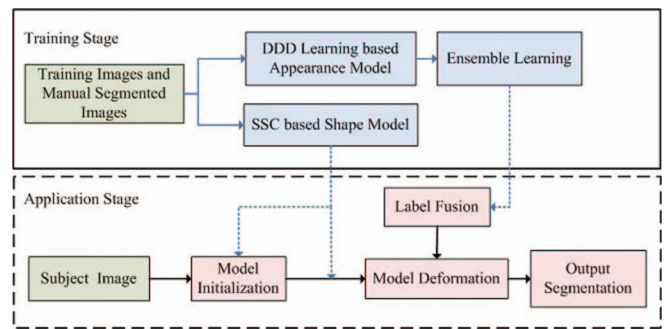 Training Stage
Training Images and
Manual Segmented
Images
DDD Learning based
Appearance Model
Ensemble Learning
SSC based Shape Model
Application Stage
Label Fusion
Subject Image
Model
Initialization
Model Deformation
Output
Segmentation